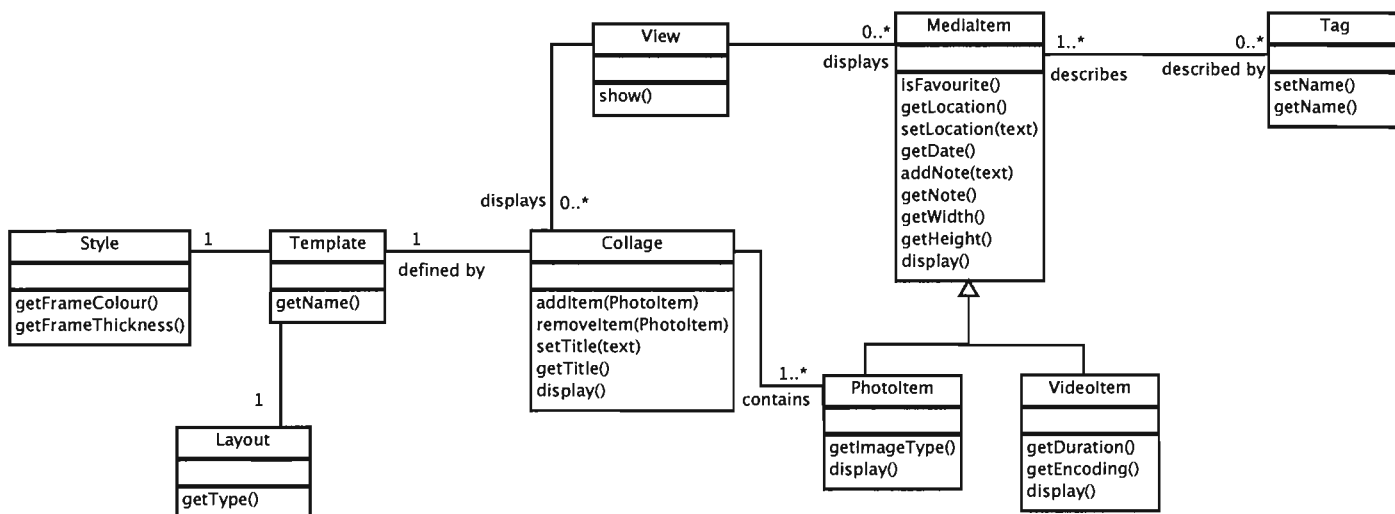 View
show()
0..*
displays
MediaItem
isFavourite()
getLocation()
setLocation(text)
getDate()
addNote(text)
getNote()
getWidth()
getHeight()
display()
1..*
describes
0..*
described by
Tag
setName()
getName()
displays
0..*
Style
getFrameColour()
getFrameThickness()
1
Template
getName()
1
defined by
Collage
addItem(PhotoItem)
removeItem(PhotoItem)
setTitle(text)
getTitle()
display()
1..*
contains
PhotoItem
getImageType()
display()
VideoItem
getDuration()
getEncoding()
display()
1
Layout
getType()